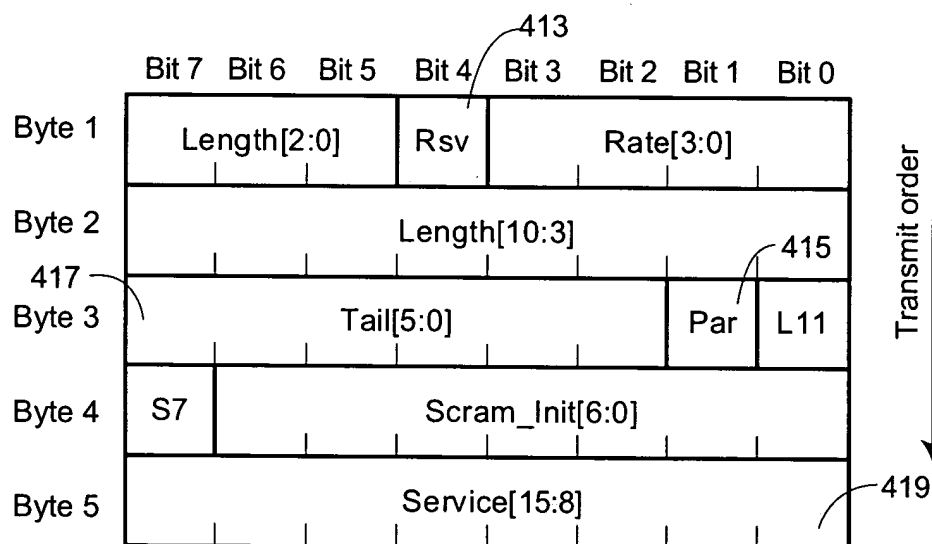 413
Bit 7 Bit 6 Bit 5 Bit 4 Bit 3 Bit 2 Bit 1 Bit 0
Byte 1 Length[2:0] Rsv Rate[3:0]
Byte 2 Length[10:3]
415
417
Byte 3 Tail[5:0] Par L11
Byte 4 S7 Scram_Init[6:0]
Byte 5 Service[15:8]
419
Transmit order